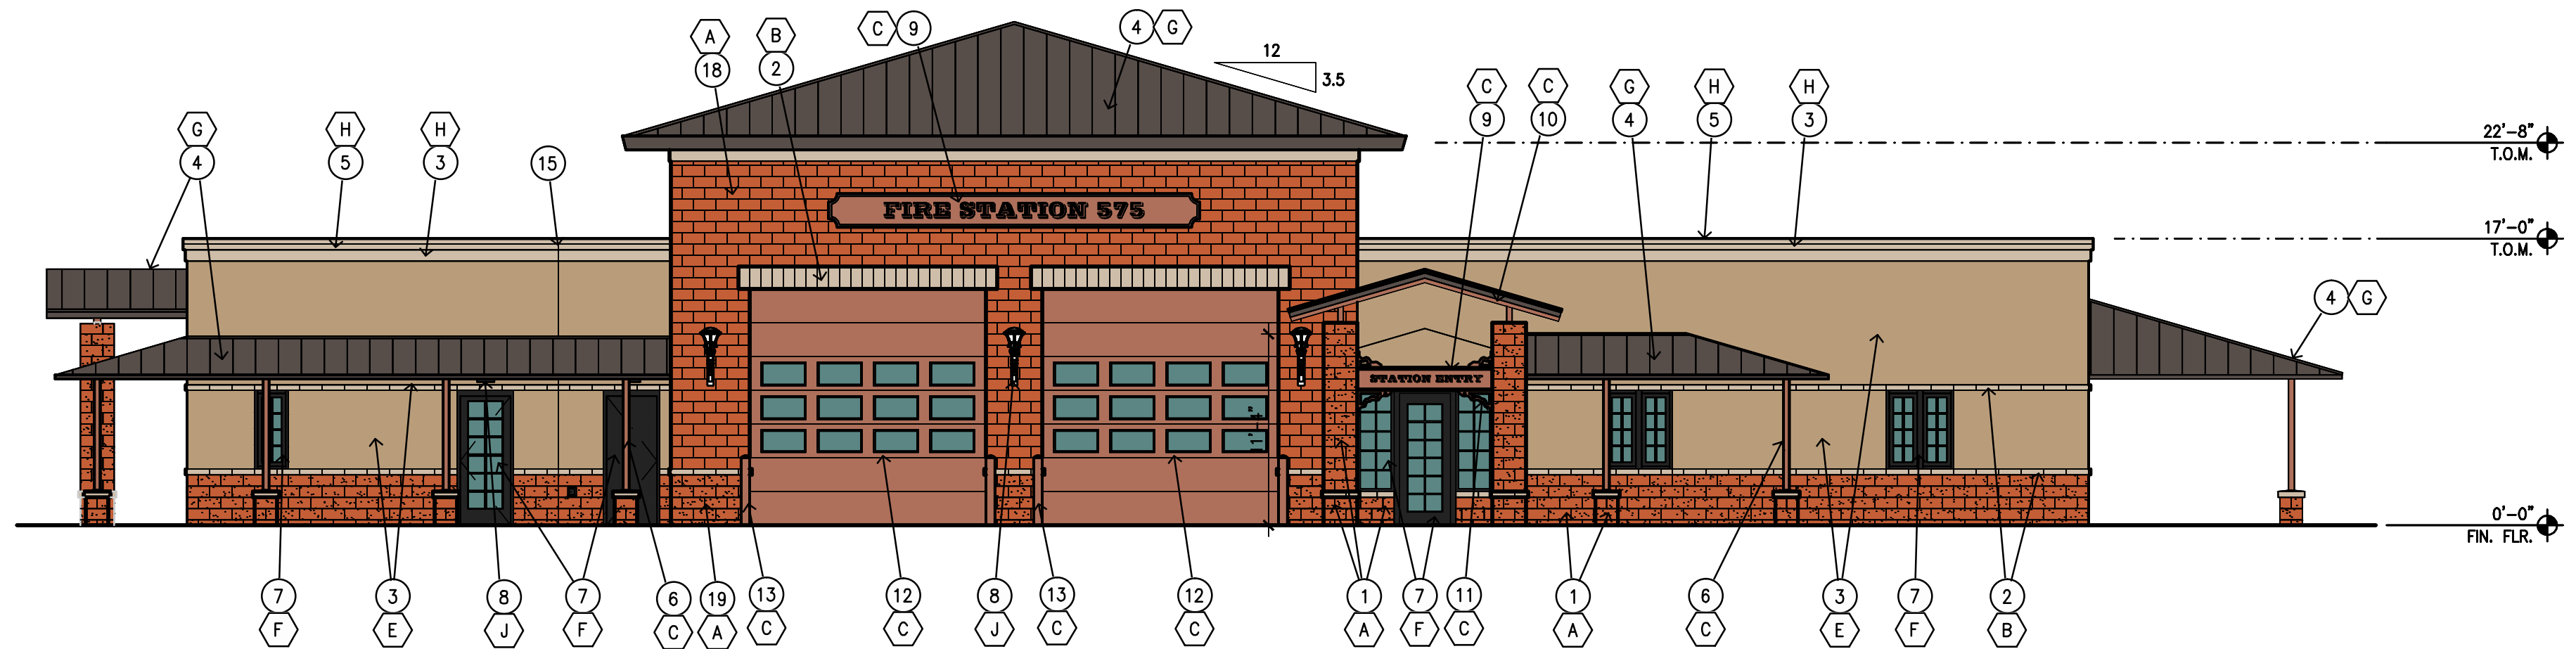 C 9
4 G
A
B
18
2
12
3.5
C
C
G
H
H
9
10
4
5
3
G
H
H
4
5
3
15
22'-8"
T.O.M.
FIRE STATION 575
17'-0"
T.O.M.
4 G
STATION ENTRY
11'-4"
0'-0"
FIN. FLR.
7
3
8
7
6
19
13
12
8
13
12
1
7
11
1
6
3
7
2
F
E
J
F
C
A
C
C
J
C
C
A
F
C
A
C
E
F
B